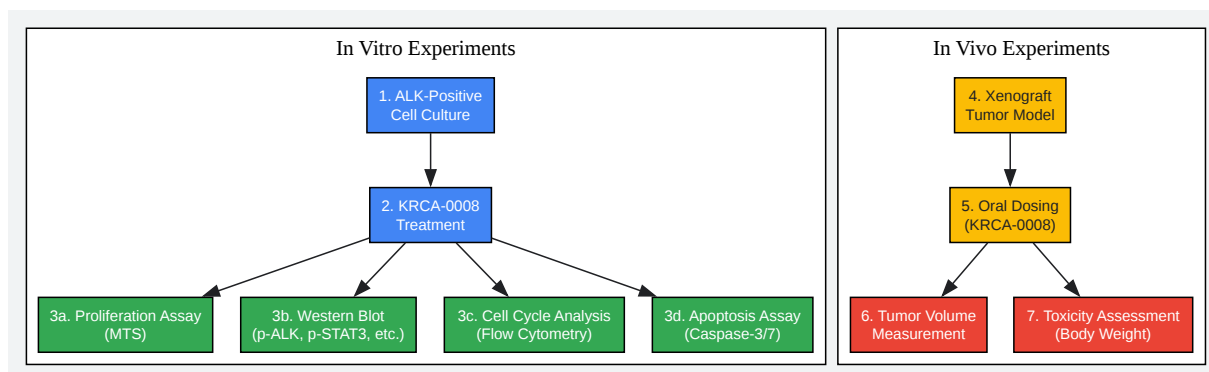 In Vitro Experiments
1. ALK-Positive
Cell Culture
2. KRCA-0008
Treatment
3a. Proliferation Assay
(MTS)
3b. Western Blot
(p-ALK, p-STAT3, etc.)
3c. Cell Cycle Analysis
(Flow Cytometry)
3d. Apoptosis Assay
(Caspase-3/7)
In Vivo Experiments
4. Xenograft
Tumor Model
5. Oral Dosing
(KRCA-0008)
6. Tumor Volume
Measurement
7. Toxicity Assessment
(Body Weight)